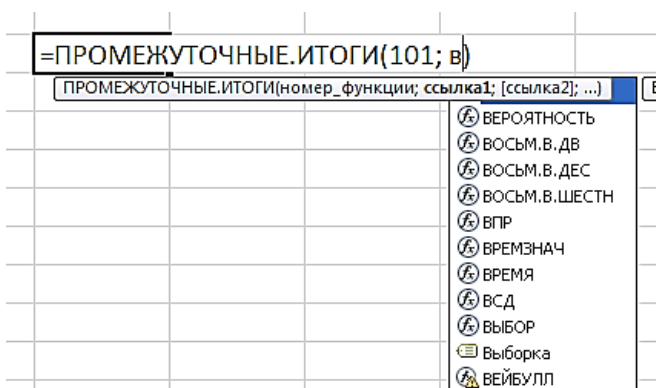 =ПРОМЕЖУТОЧНЫЕ.ИТОГИ(101; в)
ПРОМЕЖУТОЧНЫЕ.ИТОГИ(номер_функции; ссылка1; [ссылка2]; ...)
ВЕРОЯТНОСТЬ
ВОСЬМ.В.ДВ
ВОСЬМ.В.ДЕС
ВОСЬМ.В.ШЕСТН
ВПР
ВРЕМЗНАЧ
ВРЕМЯ
ВСД
ВЫБОР
Выборка
ВЕЙБУЛЛ